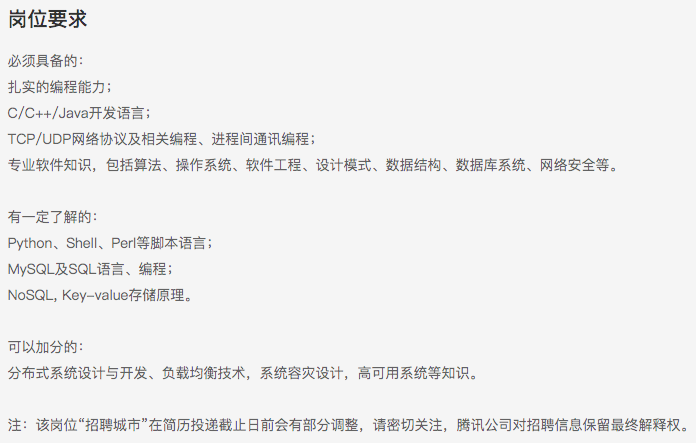 岗位要求
必须具备的：
扎实的编程能力；
C/C++/Java开发语言；
TCP/UDP网络协议及相关编程、进程间通讯编程；
专业软件知识，包括算法、操作系统、软件工程、设计模式、数据结构、数据库系统、网络安全等。
有一定了解的：
Python、Shell、Perl等脚本语言；
MySQL及SQL语言、编程；
NoSQL, Key-value存储原理。
可以加分的：
分布式系统设计与开发、负载均衡技术，系统容灾设计，高可用系统等知识。
注：该岗位“招聘城市”在简历投递截止日前会有部分调整，请密切关注，腾讯公司对招聘信息保留最终解释权。